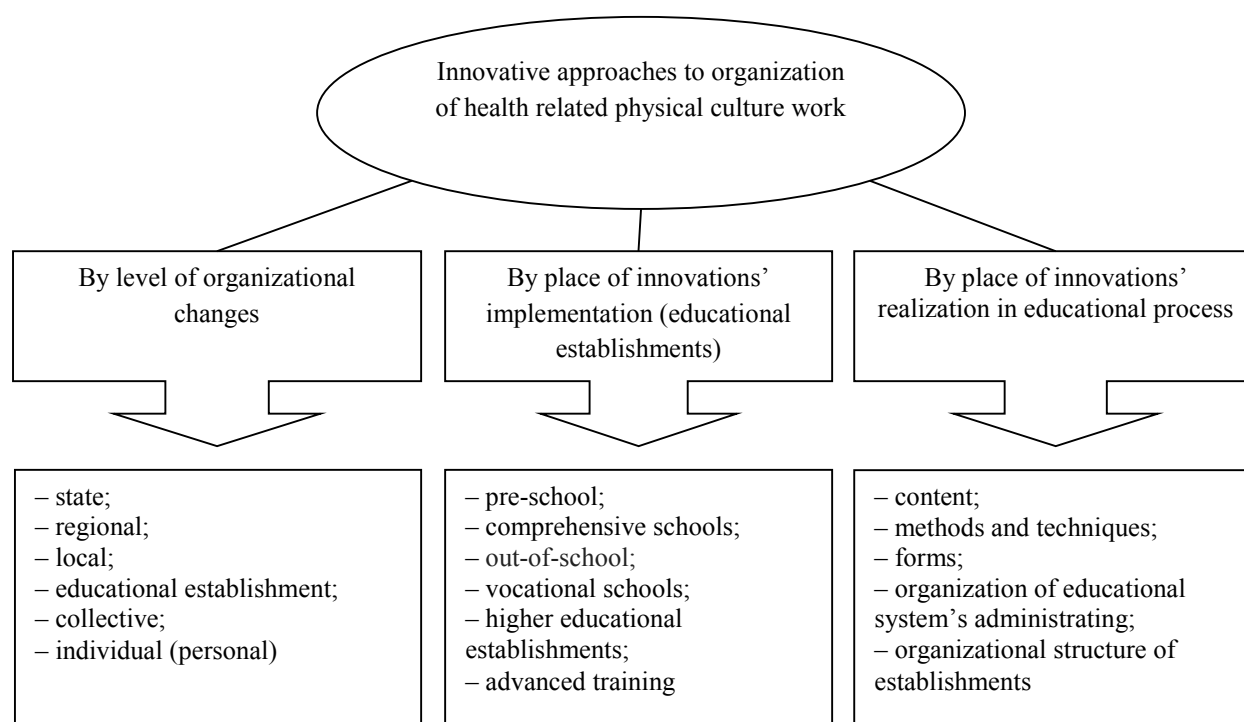 Innovative approaches to organization
of health related physical culture work
By level of organizational
changes
By place of innovations’
implementation (educational
establishments)
By place of innovations’
realization in educational process
– state;
– regional;
– local;
– educational establishment;
– collective;
– individual (personal)
– pre-school;
– comprehensive schools;
– out-of-school;
– vocational schools;
– higher educational
establishments;
– advanced training
– content;
– methods and techniques;
– forms;
– organization of educational
system’s administrating;
– organizational structure of
establishments